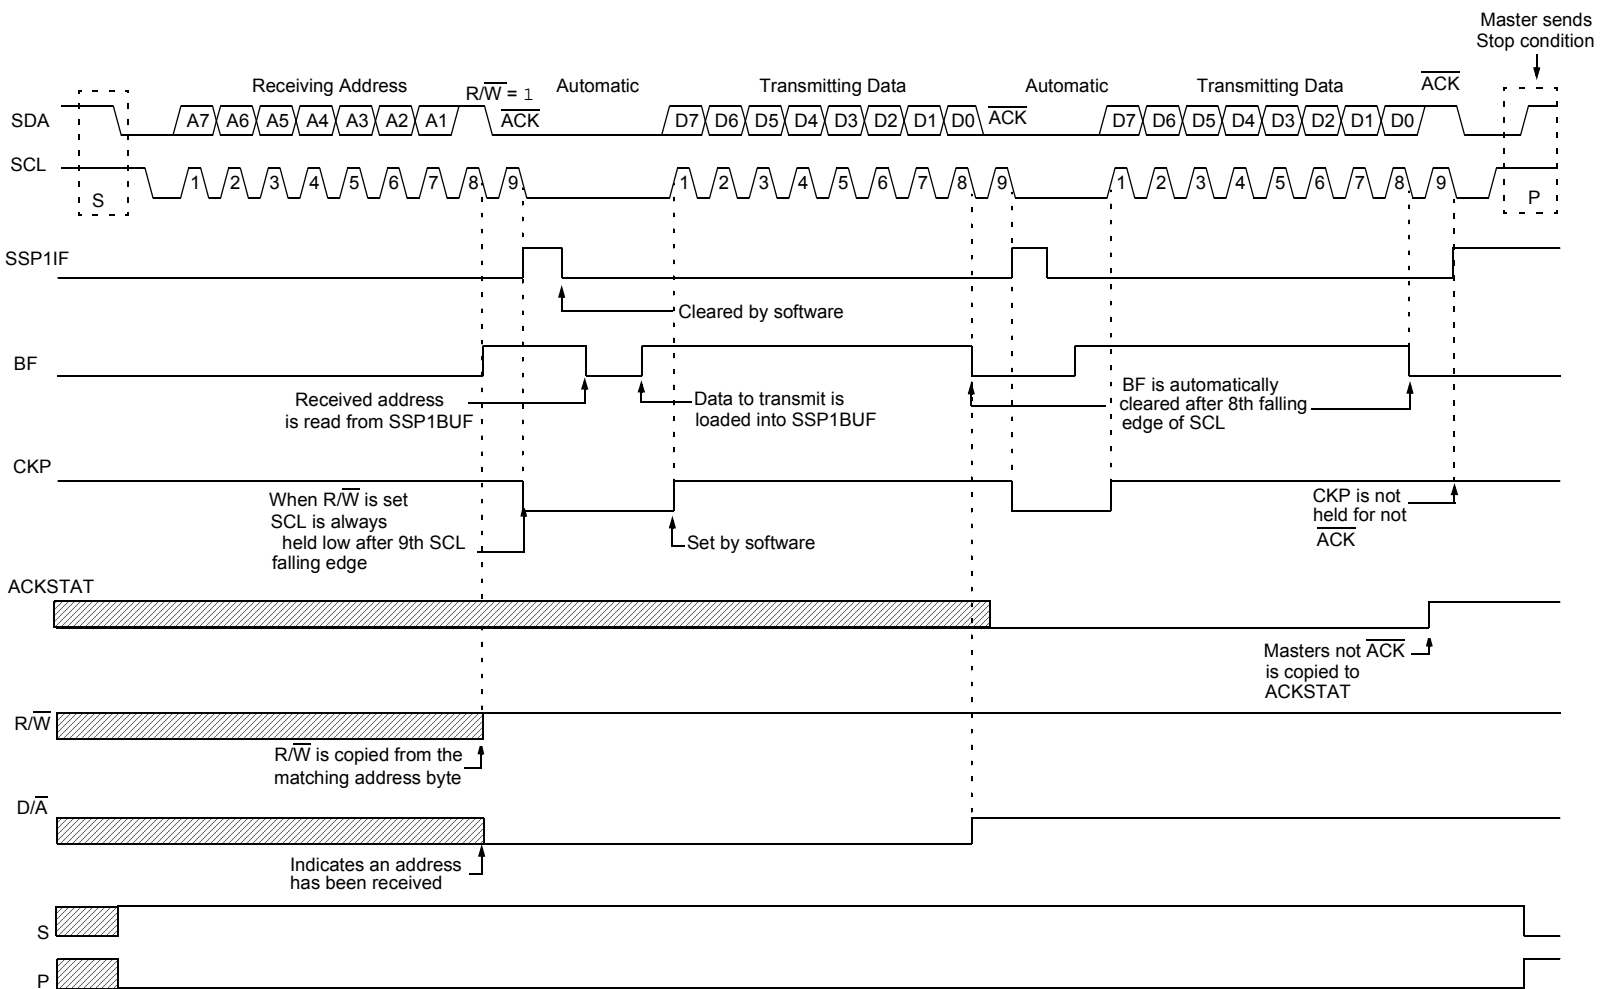 Master sends
Stop condition
Receiving Address
R/W̅ = 1
Automatic
Transmitting Data
Automatic
Transmitting Data
A̅C̅K̅
SDA
A7 A6 A5 A4 A3 A2 A1
A̅C̅K̅
D7 D6 D5 D4 D3 D2 D1 D0
A̅C̅K̅
D7 D6 D5 D4 D3 D2 D1 D0
SCL
1 2 3 4 5 6 7 8 9
1 2 3 4 5 6 7 8 9
1 2 3 4 5 6 7 8 9
S
P
SSP1IF
Cleared by software
BF
Received address
is read from SSP1BUF
Data to transmit is
loaded into SSP1BUF
BF is automatically
cleared after 8th falling
edge of SCL
CKP
When R/W̅ is set
SCL is always
held low after 9th SCL
falling edge
Set by software
CKP is not
held for not
A̅C̅K̅
ACKSTAT
Masters not A̅C̅K̅
is copied to
ACKSTAT
R/W̅
R/W̅ is copied from the
matching address byte
D/A̅
Indicates an address
has been received
S
P